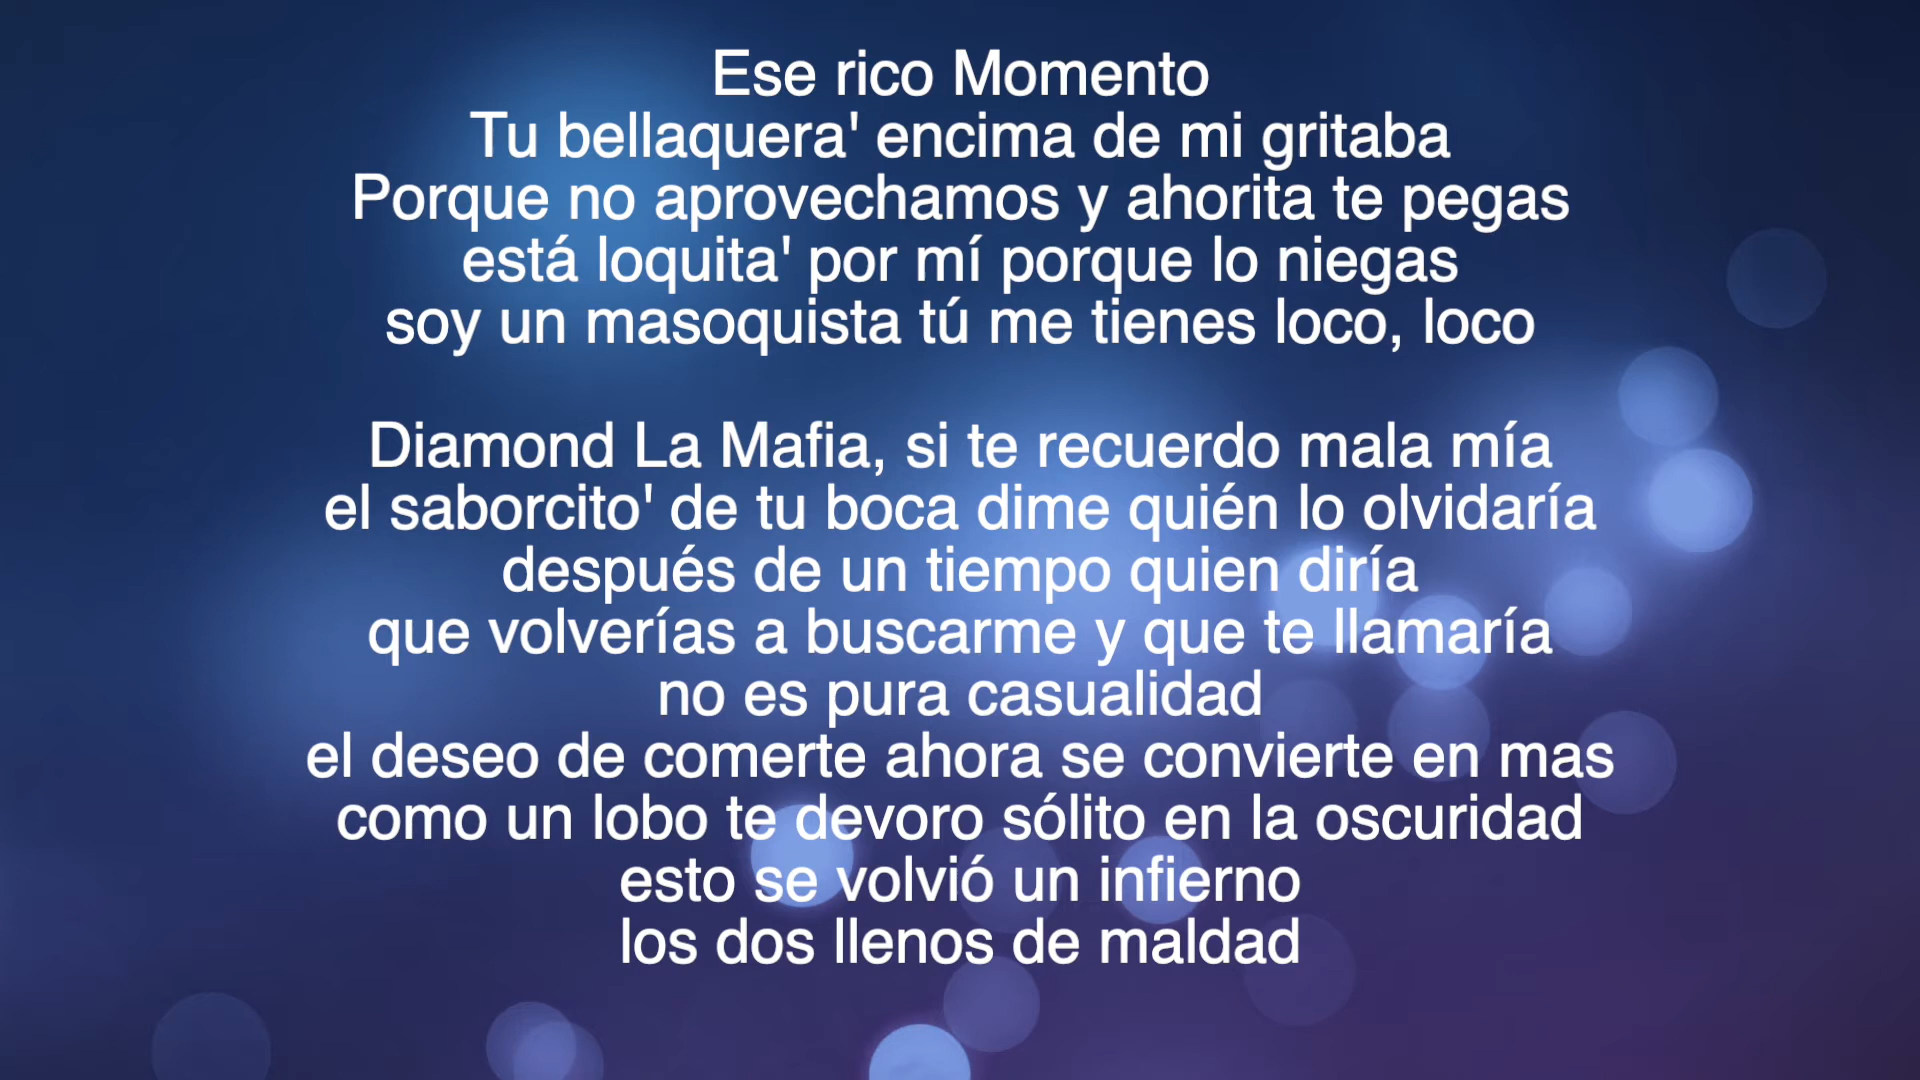 Ese rico Momento
Tu bellaquera' encima de mi gritaba
Porque no aprovechamos y ahorita te pegas
está loquita' por mí porque lo niegas
soy un masoquista tú me tienes loco, loco
Diamond La Mafia, si te recuerdo mala mía
el saborcito' de tu boca dime quién lo olvidaría
después de un tiempo quien diría
que volverías a buscarme y que te llamaría
no es pura casualidad
el deseo de comerte ahora se convierte en mas
como un lobo te devoro sólito en la oscuridad
esto se volvió un infierno
los dos llenos de maldad